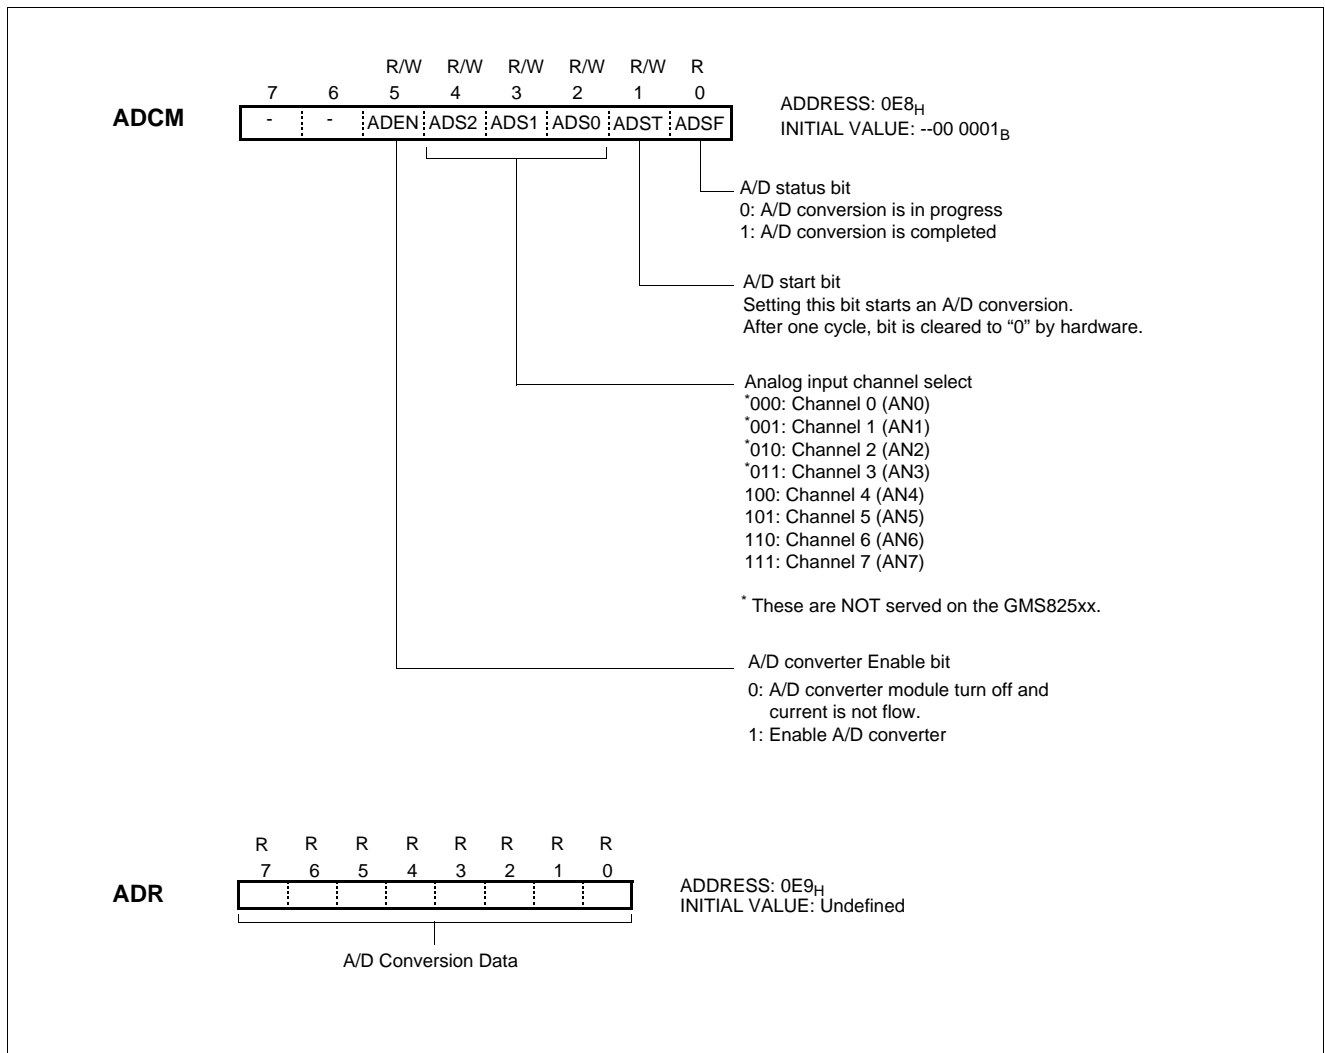 R/W R/W R/W R/W R/W R
7 6 5 4 3 2 1 0
ADCM
- - ADEN ADS2 ADS1 ADS0 ADST ADSF
ADDRESS: 0E8H
INITIAL VALUE: --00 0001B
A/D status bit
0: A/D conversion is in progress
1: A/D conversion is completed
A/D start bit
Setting this bit starts an A/D conversion.
After one cycle, bit is cleared to “0” by hardware.
Analog input channel select
*000: Channel 0 (AN0)
*001: Channel 1 (AN1)
*010: Channel 2 (AN2)
*011: Channel 3 (AN3)
100: Channel 4 (AN4)
101: Channel 5 (AN5)
110: Channel 6 (AN6)
111: Channel 7 (AN7)
* These are NOT served on the GMS825xx.
A/D converter Enable bit
0: A/D converter module turn off and
current is not flow.
1: Enable A/D converter
R R R R R R R R
7 6 5 4 3 2 1 0
ADR
ADDRESS: 0E9H
INITIAL VALUE: Undefined
A/D Conversion Data